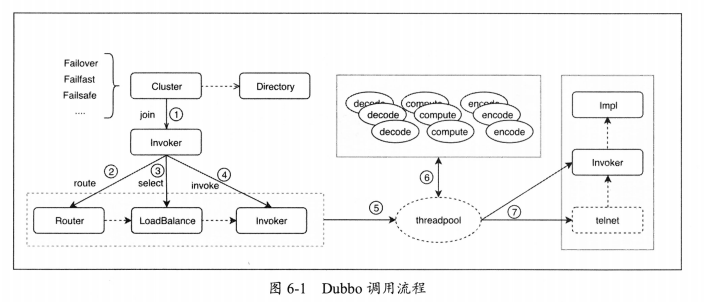 Failover
Failfast
Failsafe
....
Cluster
Directory
join ①
Invoker
② ③ ④
route select invoke
Router
LoadBalance
Invoker
⑤
decode compute encode
decode compute encode
decode compute encode
⑥
threadpool
⑦
Impl
Invoker
telnet
图 6-1 Dubbo 调用流程